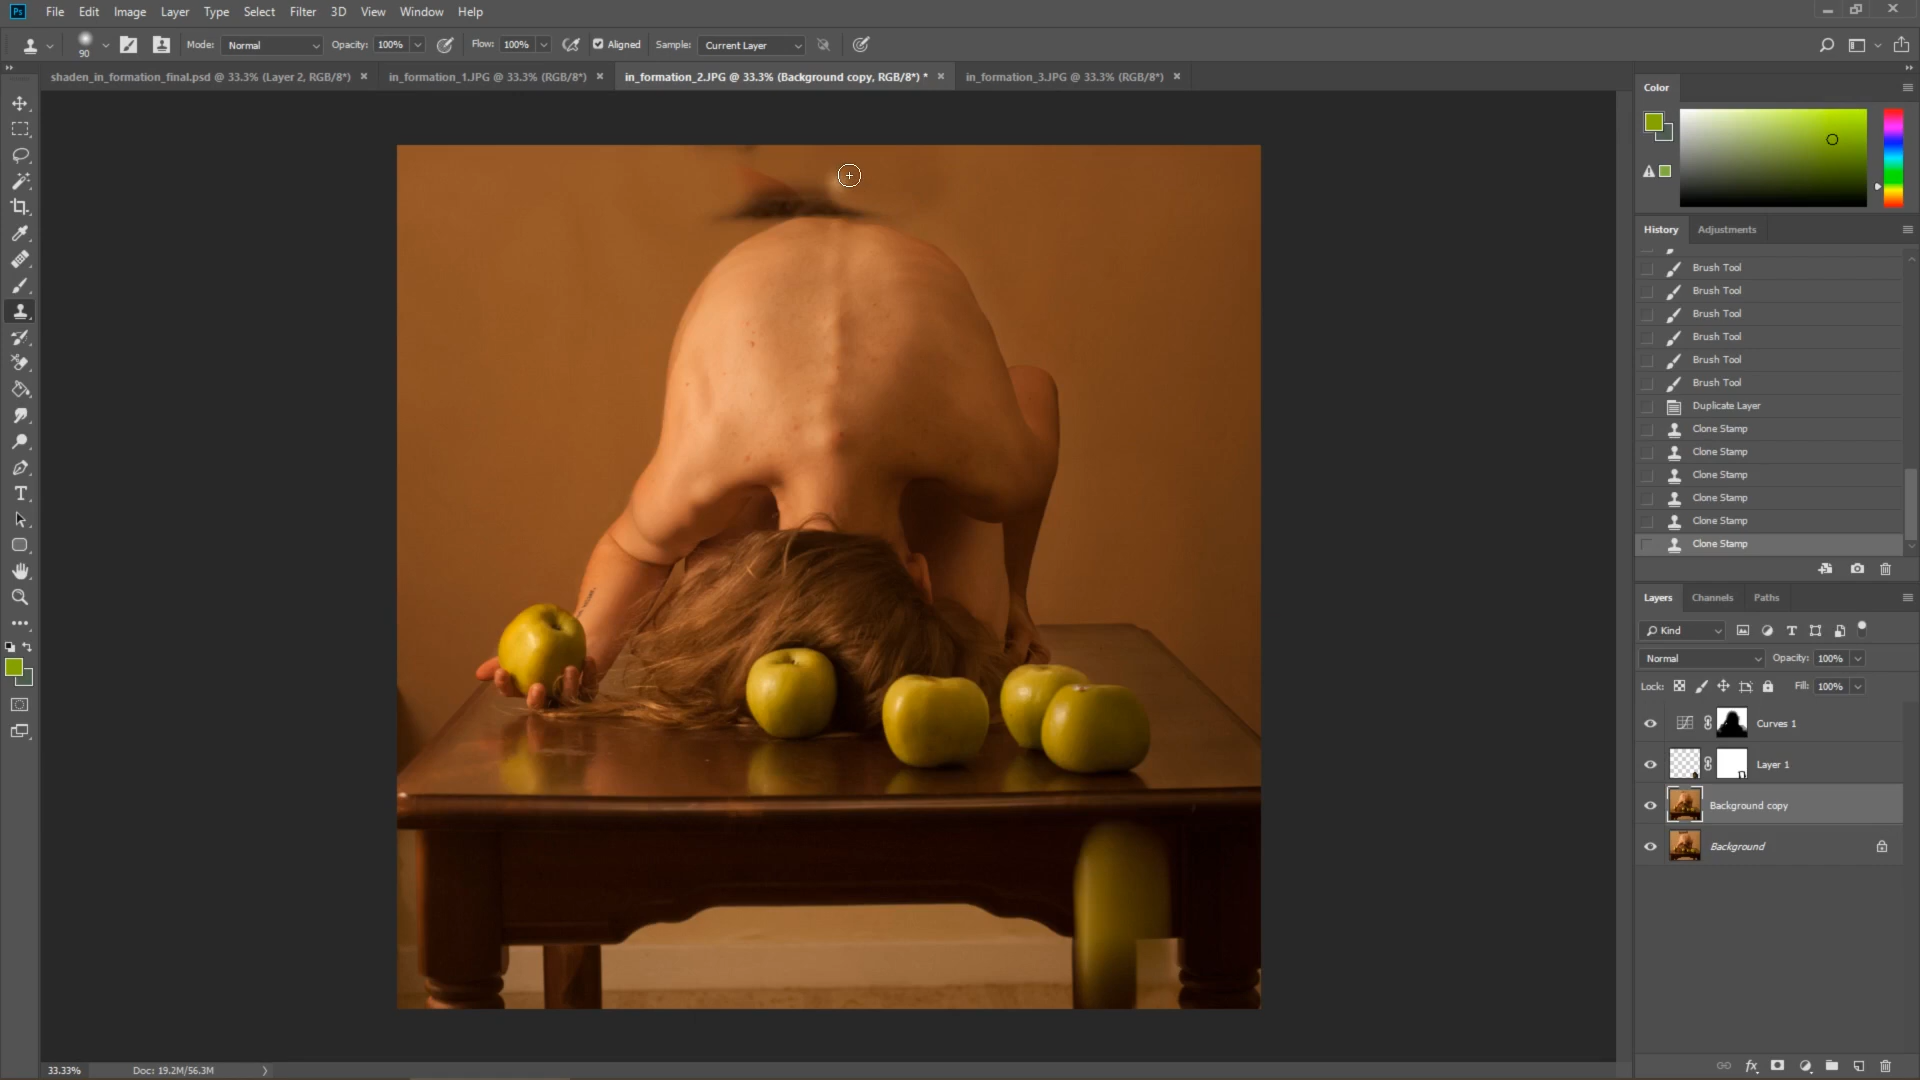 Ps File Edit Image Layer Type Select Filter 3D View Window Help
90 Mode: Normal Opacity: 100% Flow: 100% Aligned Sample: Current Layer
shaden_in_formation_final.psd @ 33.3% (Layer 2, RGB/8*) × in_formation_1.JPG @ 33.3% (RGB/8*) × in_formation_2.JPG @ 33.3% (Background copy, RGB/8*) * × in_formation_3.JPG @ 33.3% (RGB/8*) ×
Color
History Adjustments
Brush Tool
Brush Tool
Brush Tool
Brush Tool
Brush Tool
Brush Tool
Duplicate Layer
Clone Stamp
Clone Stamp
Clone Stamp
Clone Stamp
Clone Stamp
Clone Stamp
Layers Channels Paths
Kind
Normal Opacity: 100%
Lock: Fill: 100%
Curves 1
Layer 1
Background copy
Background
33.33% Doc: 19.2M/56.3M